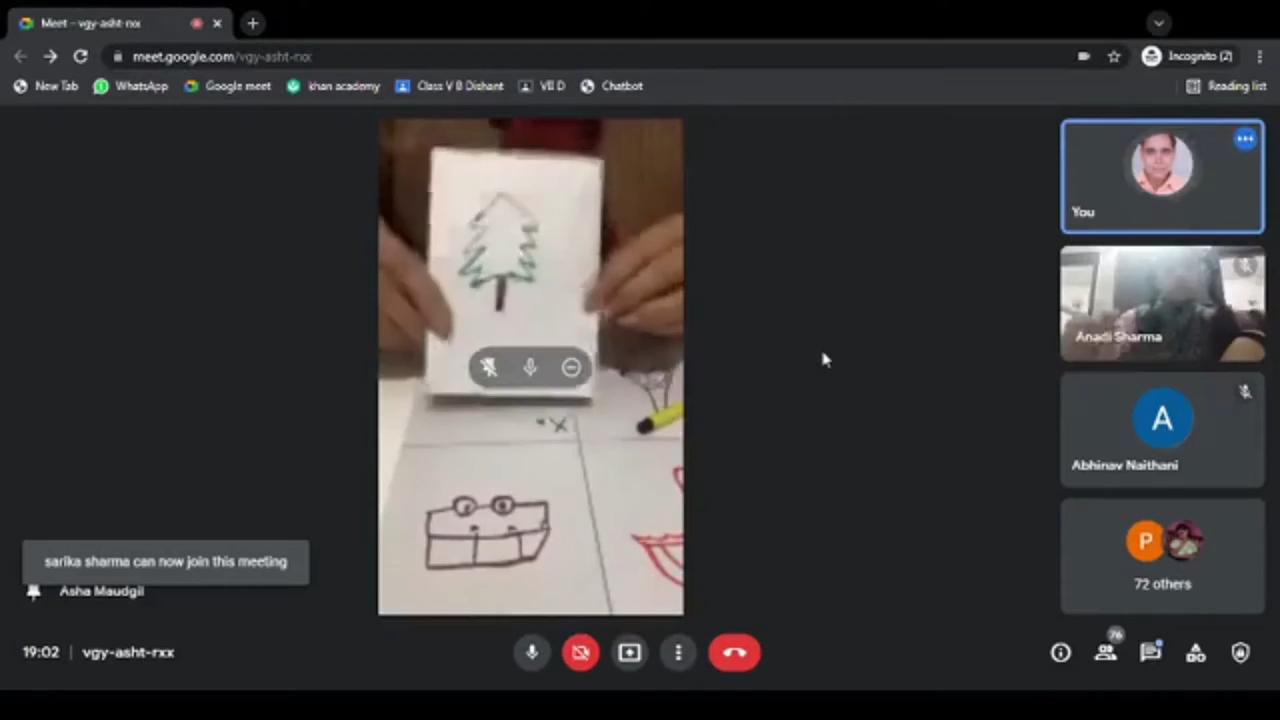 Meet - vgy-asht-rxx
meet.google.com/vgy-asht-rxx
Incognito (2)
New Tab
WhatsApp
Google meet
khan academy
Class V B Dishant
VII D
Chatbot
Reading list
You
Anadi Sharma
A
Abhinav Naithani
P
72 others
sarika sharma can now join this meeting
Asha Maudgil
19:02 | vgy-asht-rxx
76